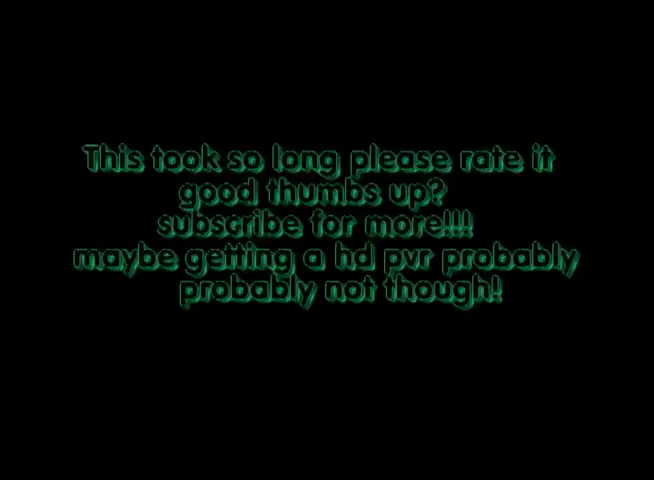 This took so long please rate it
good thumbs up?
subscribe for more!!!
maybe getting a hd pvr probably
probably not though!